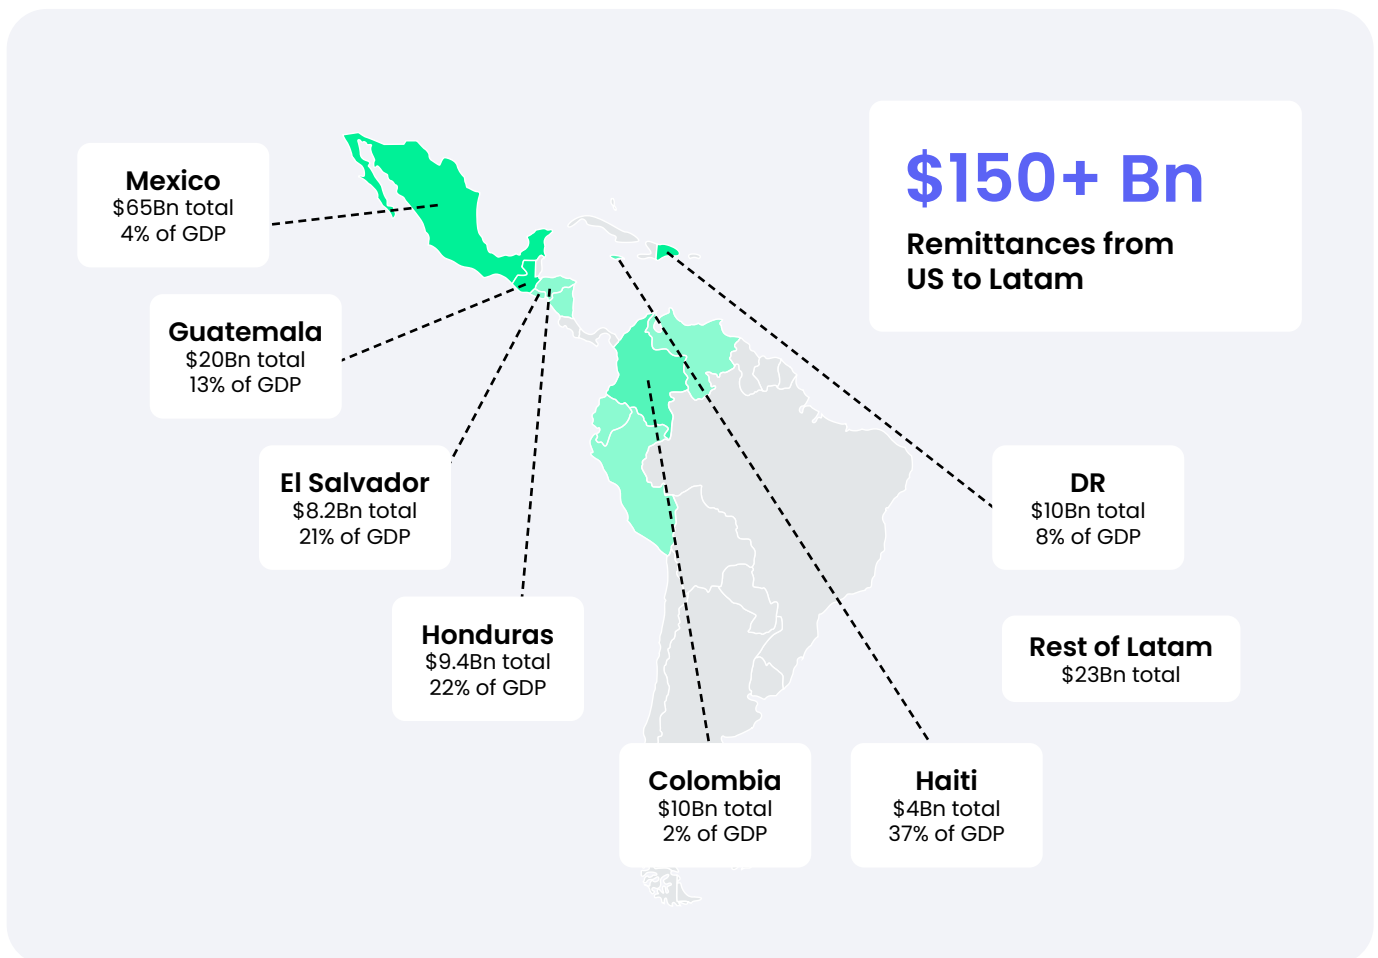 $150+ Bn
Remittances from
US to Latam
Mexico
$65Bn total
4% of GDP
Guatemala
$20Bn total
13% of GDP
El Salvador
$8.2Bn total
21% of GDP
DR
$10Bn total
8% of GDP
Honduras
$9.4Bn total
22% of GDP
Rest of Latam
$23Bn total
Colombia
$10Bn total
2% of GDP
Haiti
$4Bn total
37% of GDP